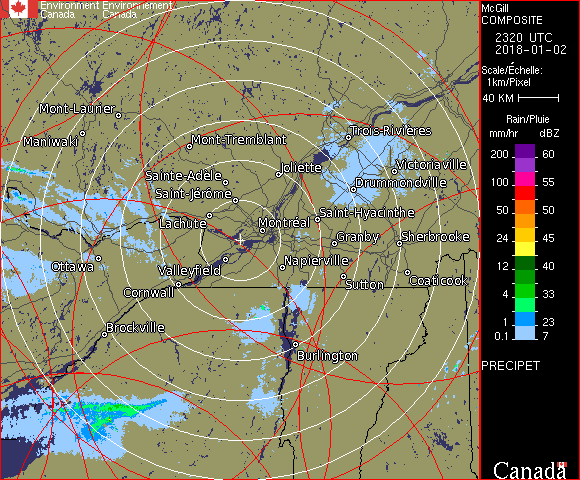 Environment Environnement
Canada Canada
Mont-Laurier
Maniwaki
Mont-Tremblant
Trois-Rivières
Joliette
Victoriaville
Sainte-Adèle
Drummondville
Saint-Jérôme
Lachute
Saint-Hyacinthe
Montréal
Granby
Sherbrooke
Ottawa
Valleyfield
Napierville
Cornwall
Sutton
Coaticook
Brockville
Burlington
McGill
COMPOSITE
2320 UTC
2018-01-02
Scale/Échelle:
1km/Pixel
40 KM
Rain/Pluie
mm/hr dBZ
200 60
150 55
100 55
50 50
24 45
12 40
4 33
1 23
0.1 7
PRECIPET
Canada